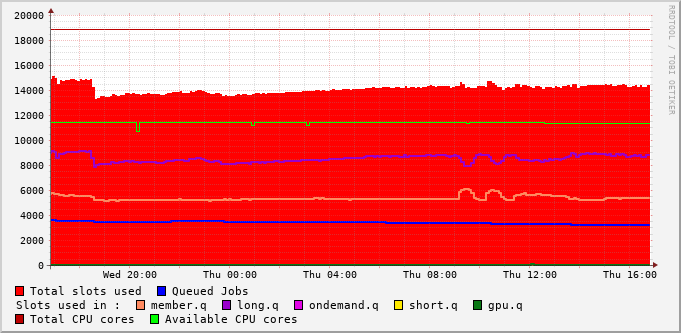 20000
18000
16000
14000
12000
10000
8000
6000
4000
2000
0
Wed 20:00 Thu 00:00 Thu 04:00 Thu 08:00 Thu 12:00 Thu 16:00
Total slots used Queued Jobs
Slots used in : member.q long.q ondemand.q short.q gpu.q
Total CPU cores Available CPU cores
RRDTOOL / TOBI OETIKER